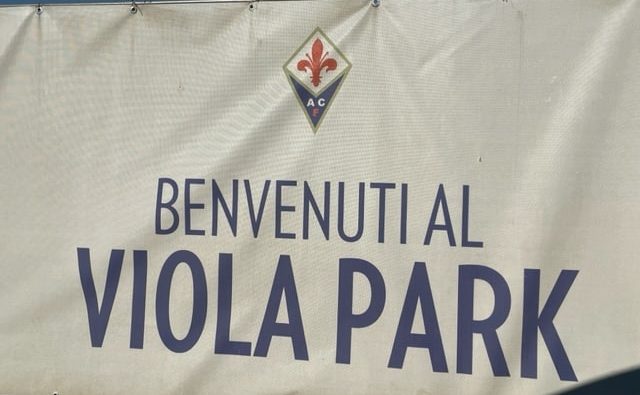 AC
F
BENVENUTI AL
VIOLA PARK